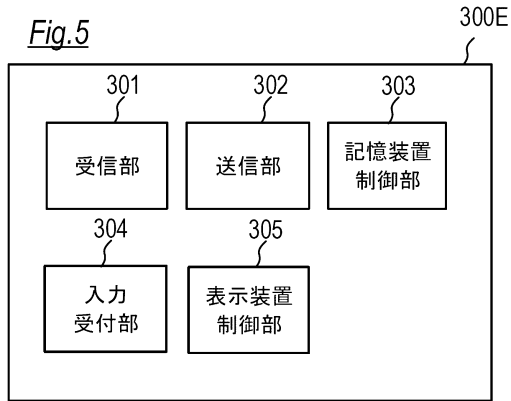 Fig.5
300E
301
302
303
受信部
送信部
記憶装置
制御部
304
305
入力
受付部
表示装置
制御部